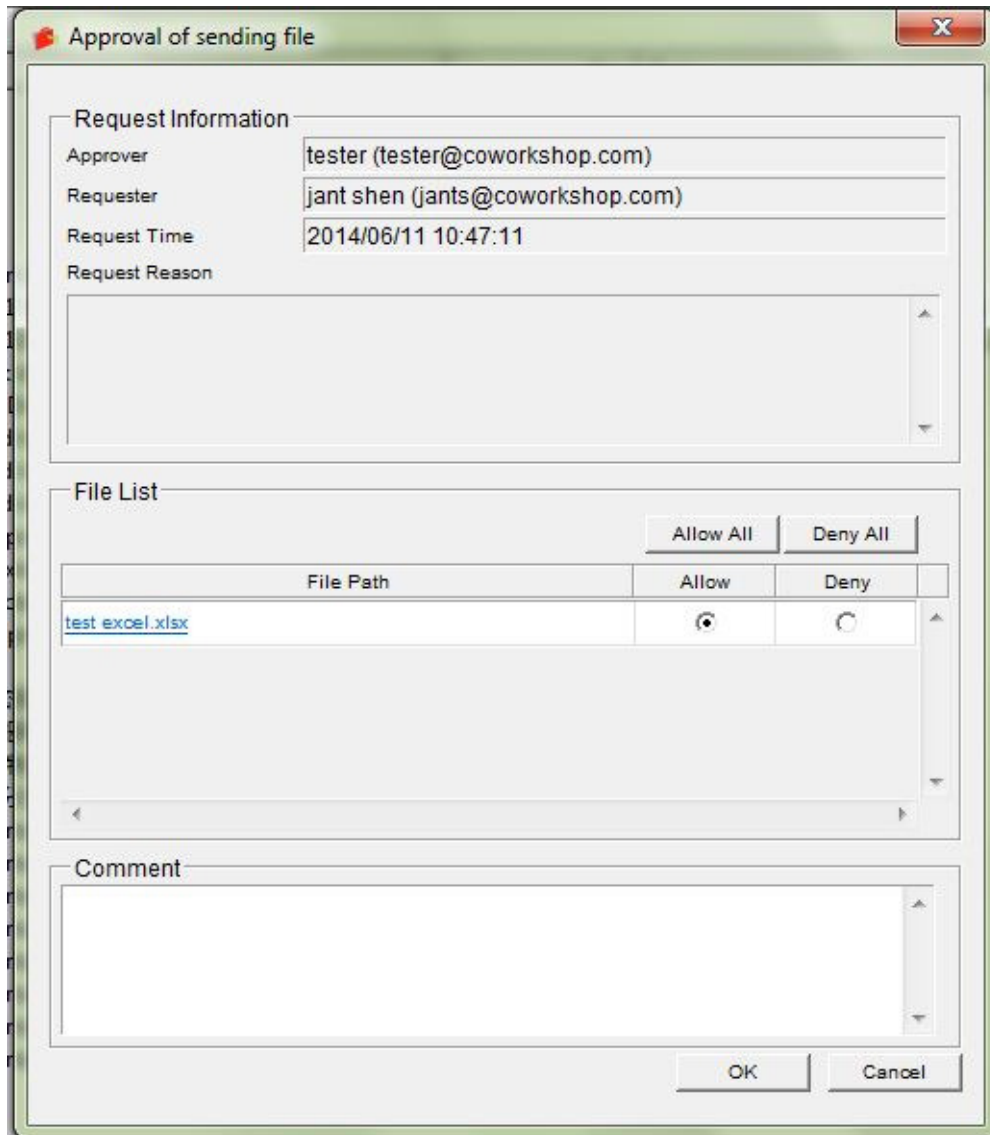 Approval of sending file
Request Information
Approver tester (tester@coworkshop.com)
Requester jant shen (jants@coworkshop.com)
Request Time 2014/06/11 10:47:11
Request Reason
File List
Allow All Deny All
File Path Allow Deny
test excel.xlsx
Comment
OK Cancel